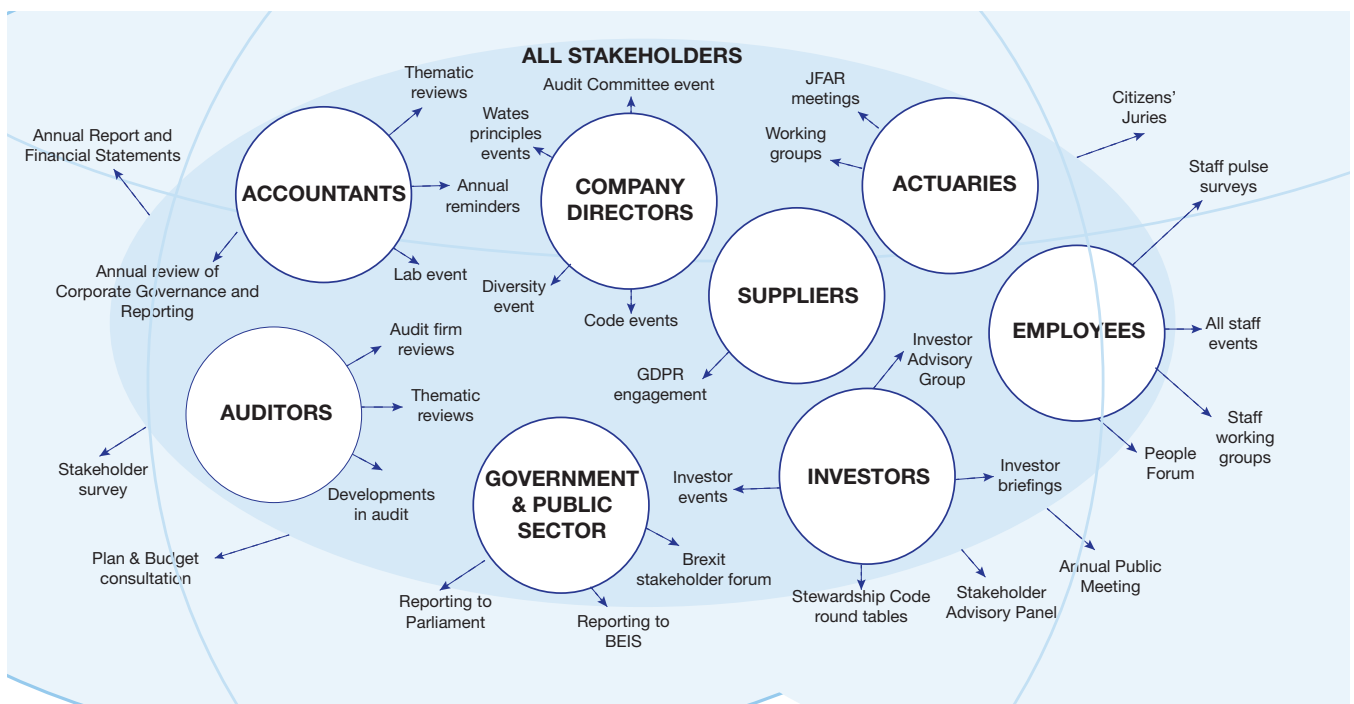 ALL STAKEHOLDERS
Annual Report and
Financial Statements
Thematic
reviews
Wates
principles
events
Audit Committee event
JFAR
meetings
Working
groups
Citizens’
Juries
Staff pulse
surveys
ACCOUNTANTS
Annual
reminders
COMPANY
DIRECTORS
ACTUARIES
Annual review of
Corporate Governance and
Reporting
Lab event
Diversity
event
Code events
SUPPLIERS
GDPR
engagement
EMPLOYEES
All staff
events
Staff
working
groups
People
Forum
AUDITORS
Audit firm
reviews
Thematic
reviews
Developments
in audit
Stakeholder
survey
Plan & Budget
consultation
GOVERNMENT
& PUBLIC
SECTOR
Reporting to
Parliament
Reporting to
BEIS
Brexit
stakeholder forum
INVESTORS
Investor
Advisory
Group
Investor
events
Investor
briefings
Stewardship Code
round tables
Stakeholder
Advisory Panel
Annual Public
Meeting